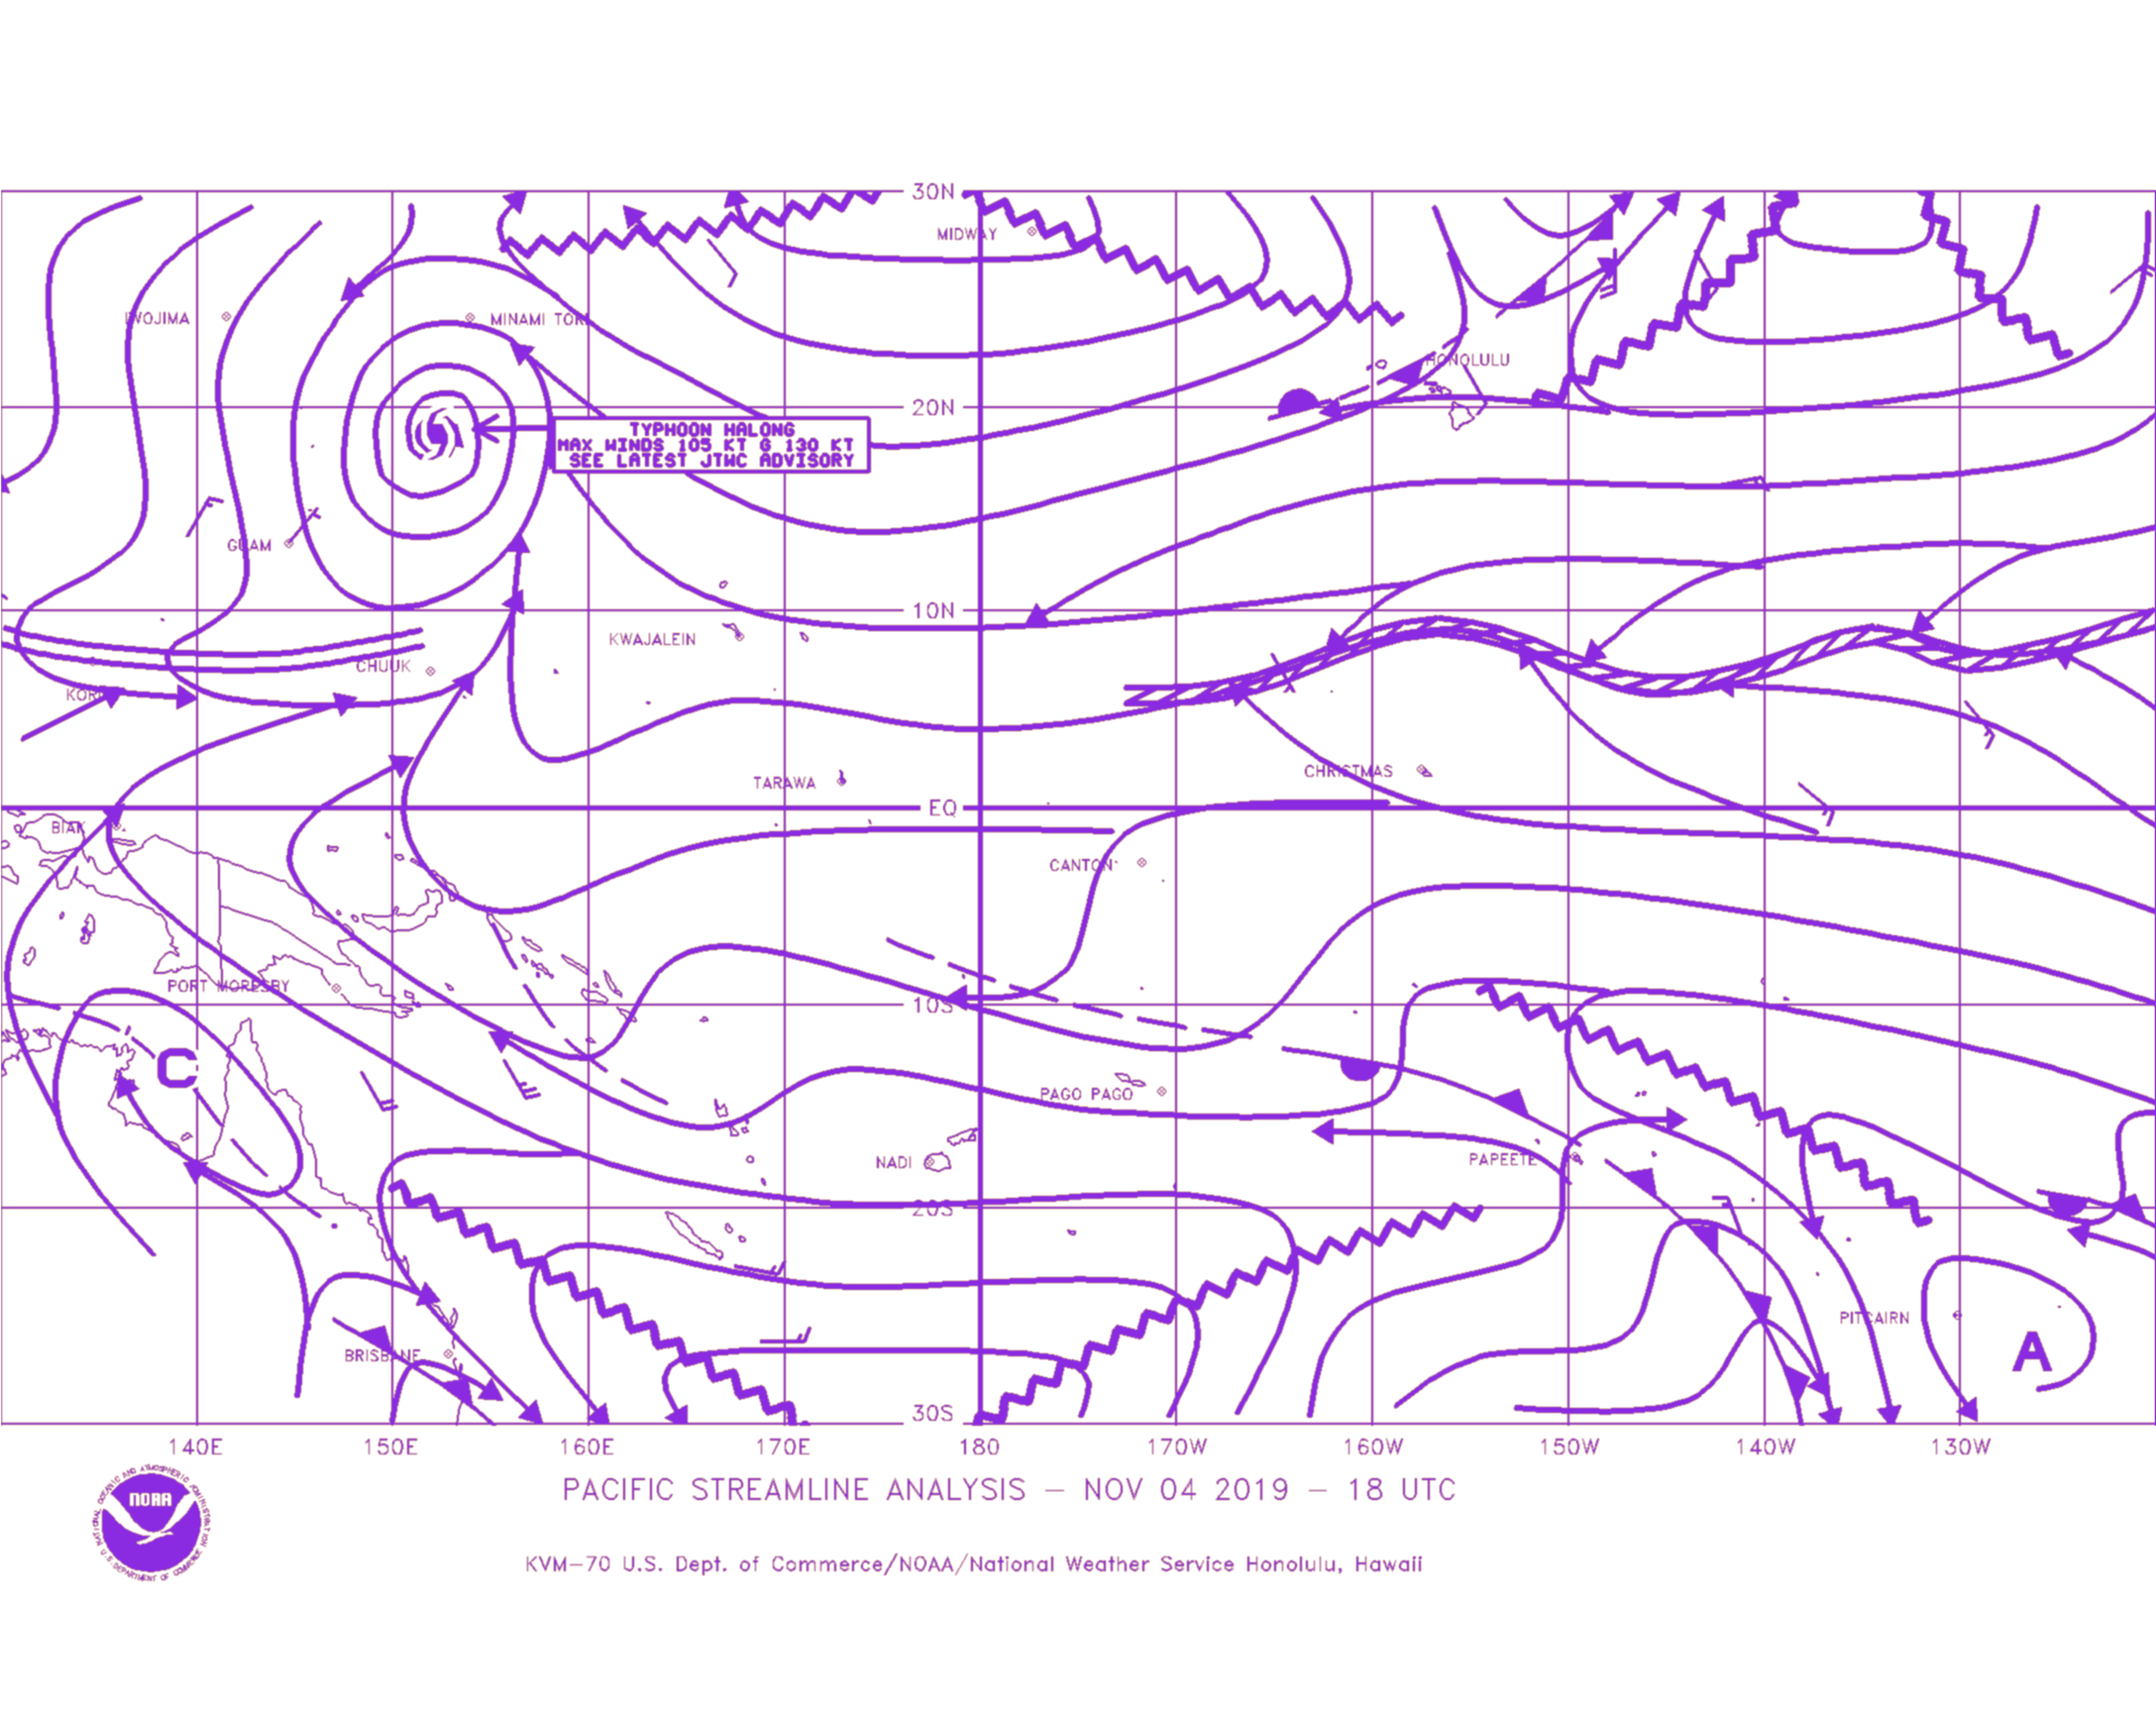 30N
MIDWAY
IWOJIMA
MINAMI TORI
HONOLULU
20N
TYPHOON HALONG
MAX WINDS 105 KT G 130 KT
SEE LATEST JTWC ADVISORY
GUAM
10N
KWAJALEIN
CHUUK
KOROR
CHRISTMAS
TARAWA
EQ
BIAK
CANTON
PORT MORESBY
10S
C
PAGO PAGO
NADI
PAPEETE
20S
PITCAIRN
A
BRISBANE
30S
140E 150E 160E 170E 180 170W 160W 150W 140W 130W
PACIFIC STREAMLINE ANALYSIS — NOV 04 2019 — 18 UTC
NOAA
NATIONAL OCEANIC AND ATMOSPHERIC ADMINISTRATION
U.S. DEPARTMENT OF COMMERCE
KVM-70 U.S. Dept. of Commerce/NOAA/National Weather Service Honolulu, Hawaii